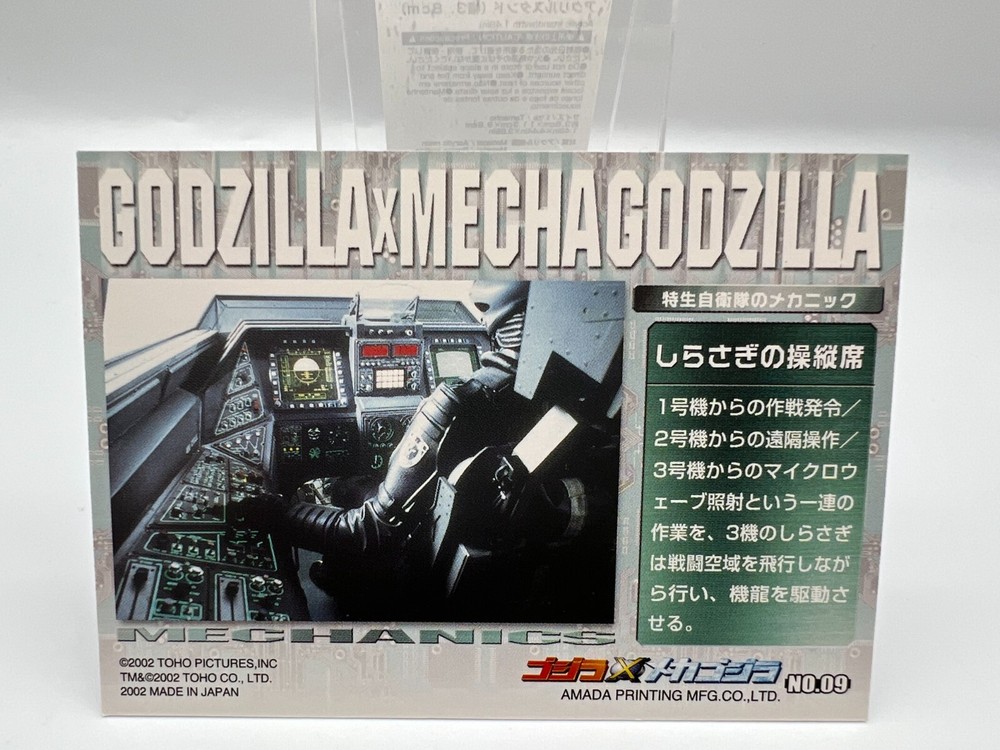 GODZILLA X MECHAGODZILLA
特生自衛隊のメカニック
しらさぎの操縦席
1号機からの作戦発令／
2号機からの遠隔操作／
3号機からのマイクロウ
ェーブ照射という一連の
作業を、3機のしらさぎ
は戦闘空域を飛行しなが
ら行い、機龍を駆動さ
せる。
MECHANICS
©2002 TOHO PICTURES,INC
TM&©2002 TOHO CO., LTD.
2002 MADE IN JAPAN
ゴジラ×メカゴジラ
NO.09
AMADA PRINTING MFG.CO.,LTD.